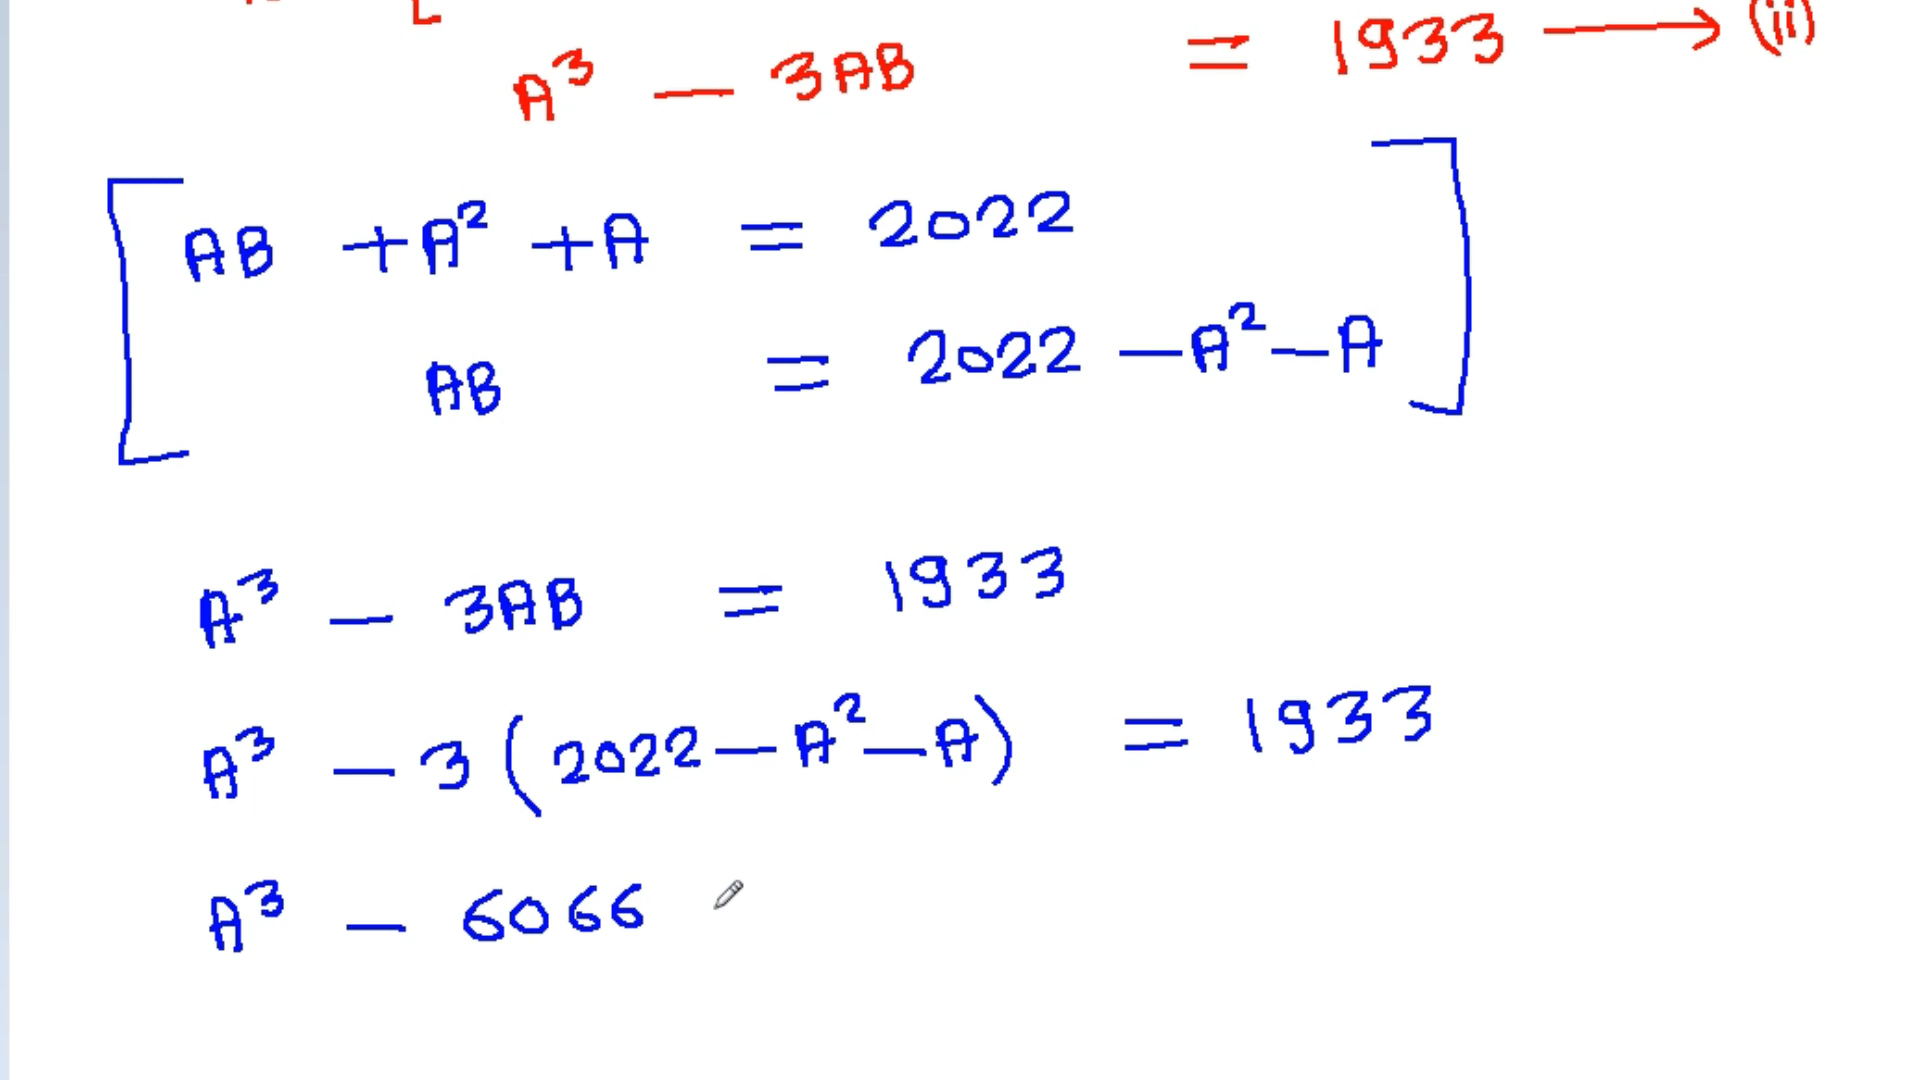 A³ — 3AB = 1933 ⟶ (ii)
AB + A² + A = 2022
AB = 2022 — A² — A
A³ — 3AB = 1933
A³ — 3 (2022 — A² — A) = 1933
A³ — 6066